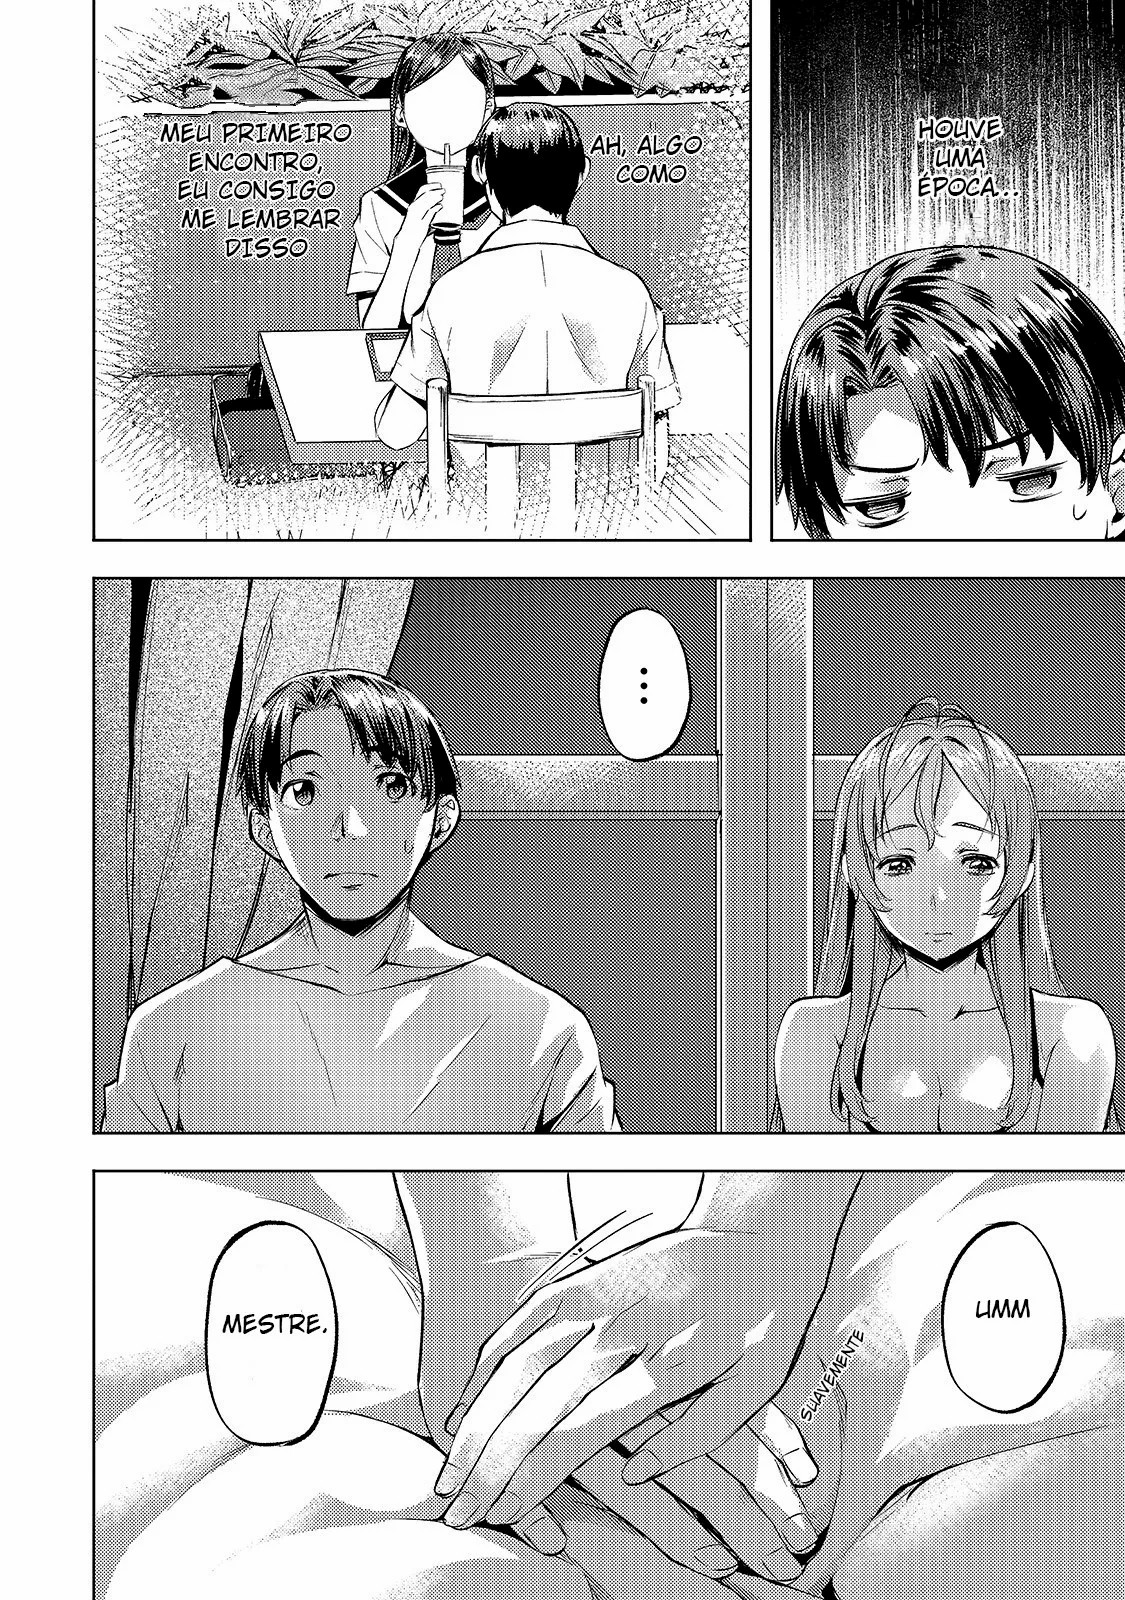 HOUVE
UMA
ÉPOCA...
AH, ALGO
COMO
MEU PRIMEIRO
ENCONTRO,
EU CONSIGO
ME LEMBRAR
DISSO
...
UMM
SUAVEMENTE
MESTRE.